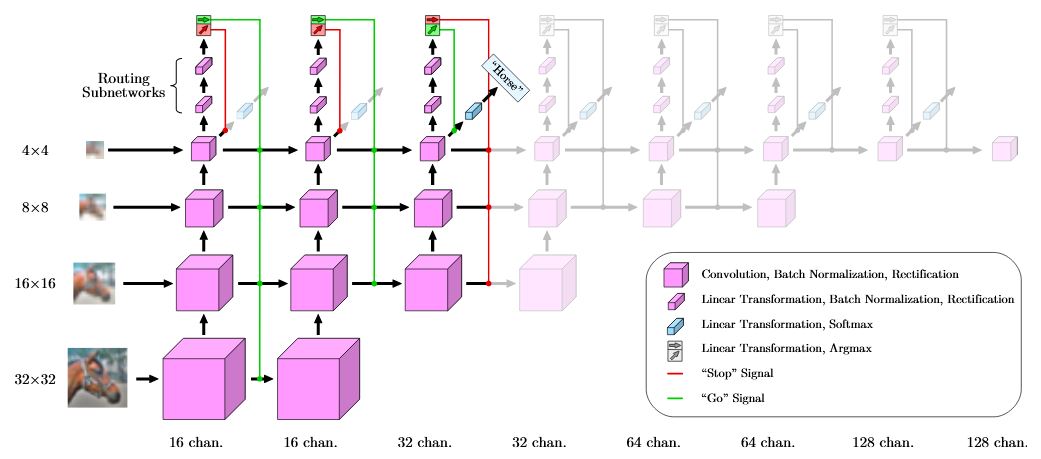 "Horse"
Routing
Subnetworks
4×4
8×8
16×16
32×32
Convolution, Batch Normalization, Rectification
Linear Transformation, Batch Normalization, Rectification
Linear Transformation, Softmax
Linear Transformation, Argmax
"Stop" Signal
"Go" Signal
16 chan.
16 chan.
32 chan.
32 chan.
64 chan.
64 chan.
128 chan.
128 chan.